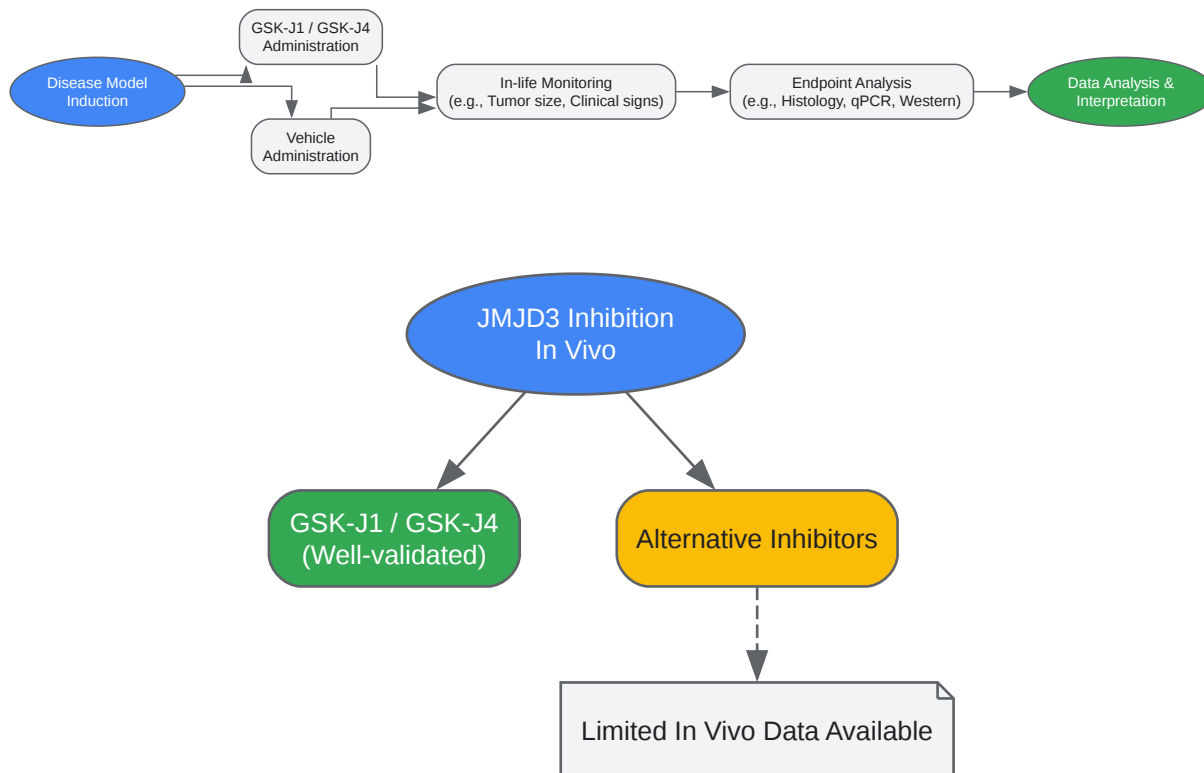 GSK-J1 / GSK-J4
Administration
Disease Model
Induction
Vehicle
Administration
In-life Monitoring
(e.g., Tumor size, Clinical signs)
Endpoint Analysis
(e.g., Histology, qPCR, Western)
Data Analysis &
Interpretation
JMJD3 Inhibition
In Vivo
GSK-J1 / GSK-J4
(Well-validated)
Alternative Inhibitors
Limited In Vivo Data Available